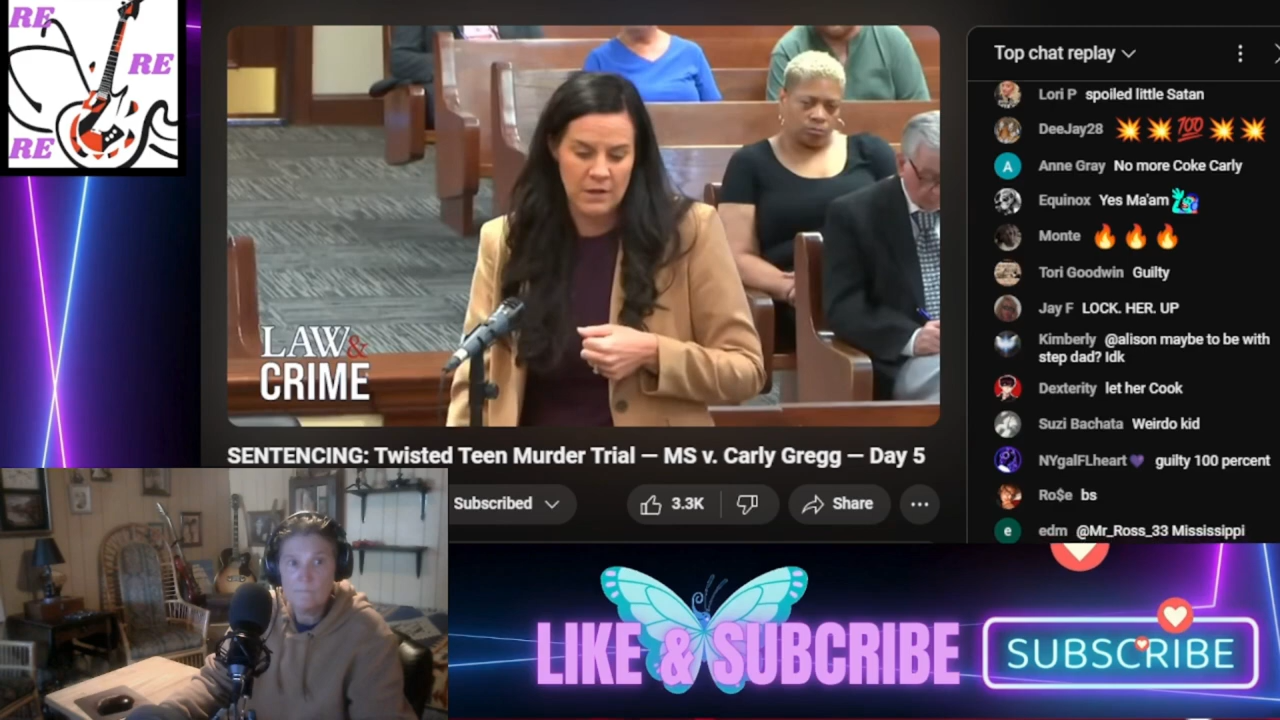 RE
RE
RE
LAW&
CRIME
SENTENCING: Twisted Teen Murder Trial — MS v. Carly Gregg — Day 5
Subscribed
3.3K
Share
Top chat replay
Lori P spoiled little Satan
DeeJay28 💥💥💯💥💥
A
Anne Gray No more Coke Carly
Equinox Yes Ma'am
Monte 🔥🔥🔥
Tori Goodwin Guilty
Jay F LOCK. HER. UP
Kimberly @alison maybe to be with
step dad? Idk
Dexterity let her Cook
Suzi Bachata Weirdo kid
NYgalFLheart💜 guilty 100 percent
Ro$e bs
e
edm @Mr_Ross_33 Mississippi
LIKE & SUBCRIBE
SUBSCRIBE